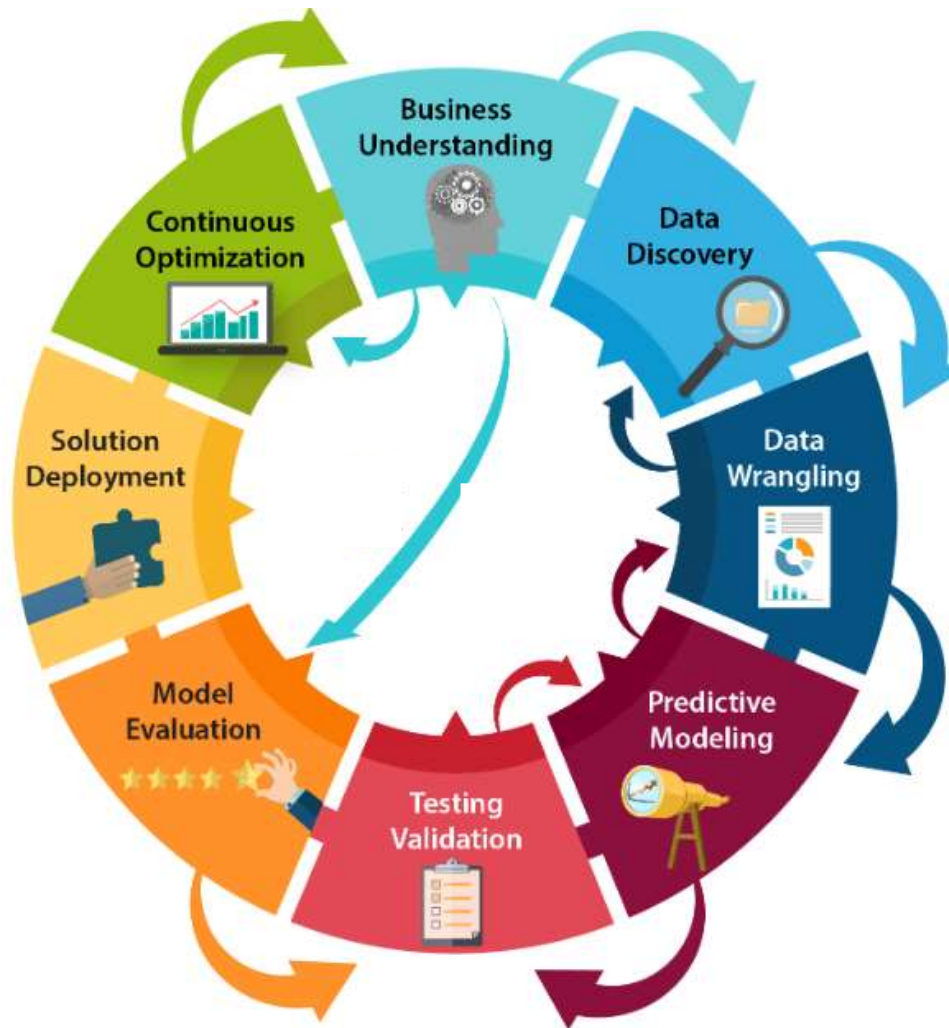 Business
Understanding
Data
Discovery
Data
Wrangling
Predictive
Modeling
Testing
Validation
Model
Evaluation
Solution
Deployment
Continuous
Optimization